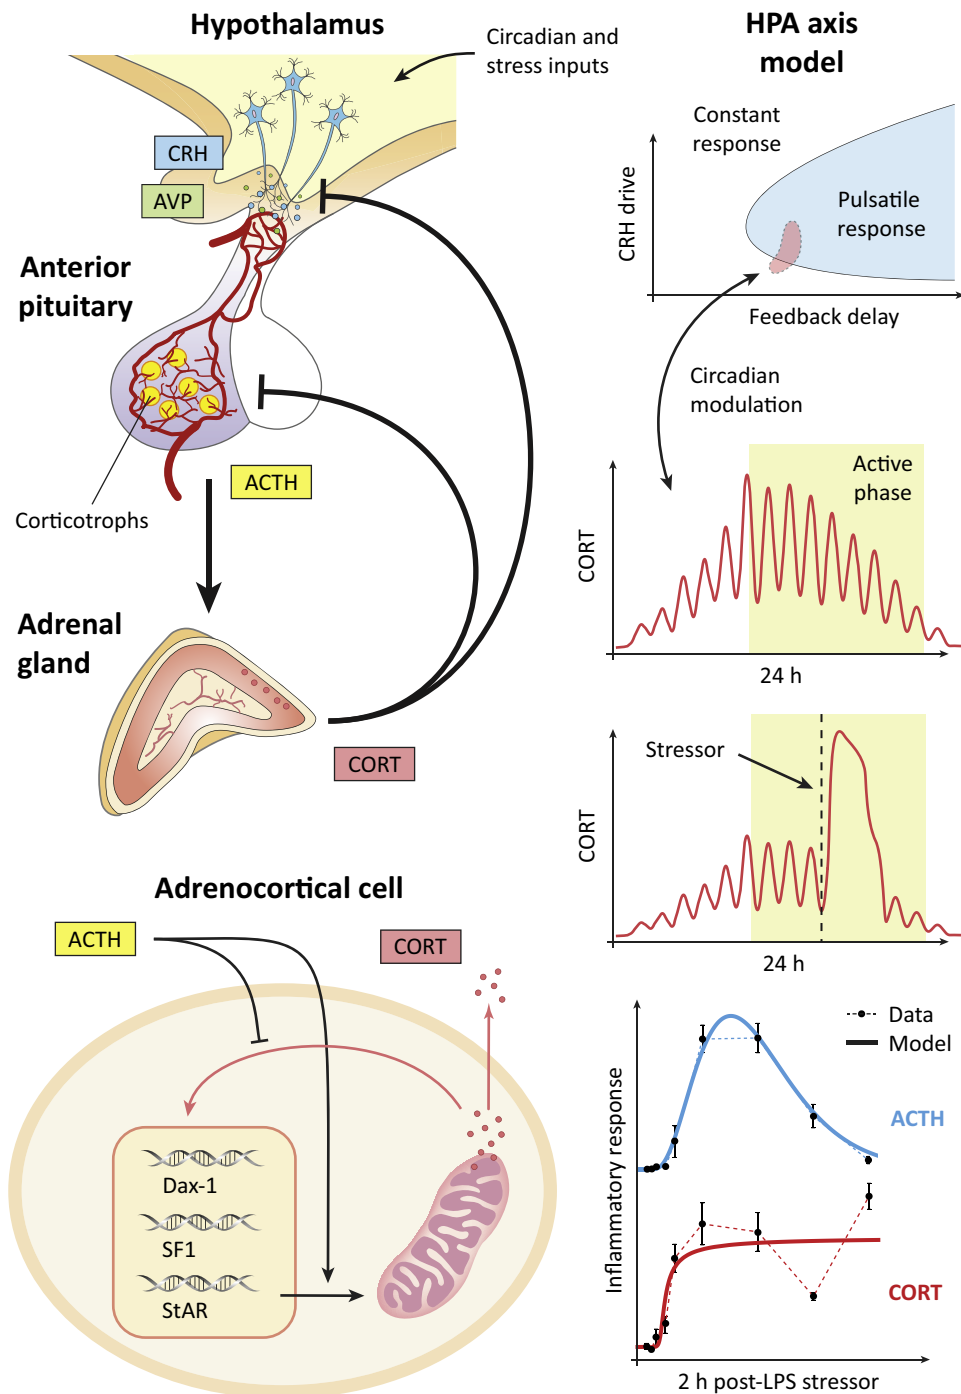 Hypothalamus
Circadian and
stress inputs
CRH
AVP
Anterior
pituitary
ACTH
Corticotrophs
Adrenal
gland
CORT
HPA axis
model
Constant
response
Pulsatile
response
CRH drive
Feedback delay
Circadian
modulation
Active
phase
CORT
24 h
Stressor
CORT
24 h
Adrenocortical cell
ACTH
CORT
Dax-1
SF1
StAR
Data
Model
ACTH
CORT
Inflammatory response
2 h post-LPS stressor